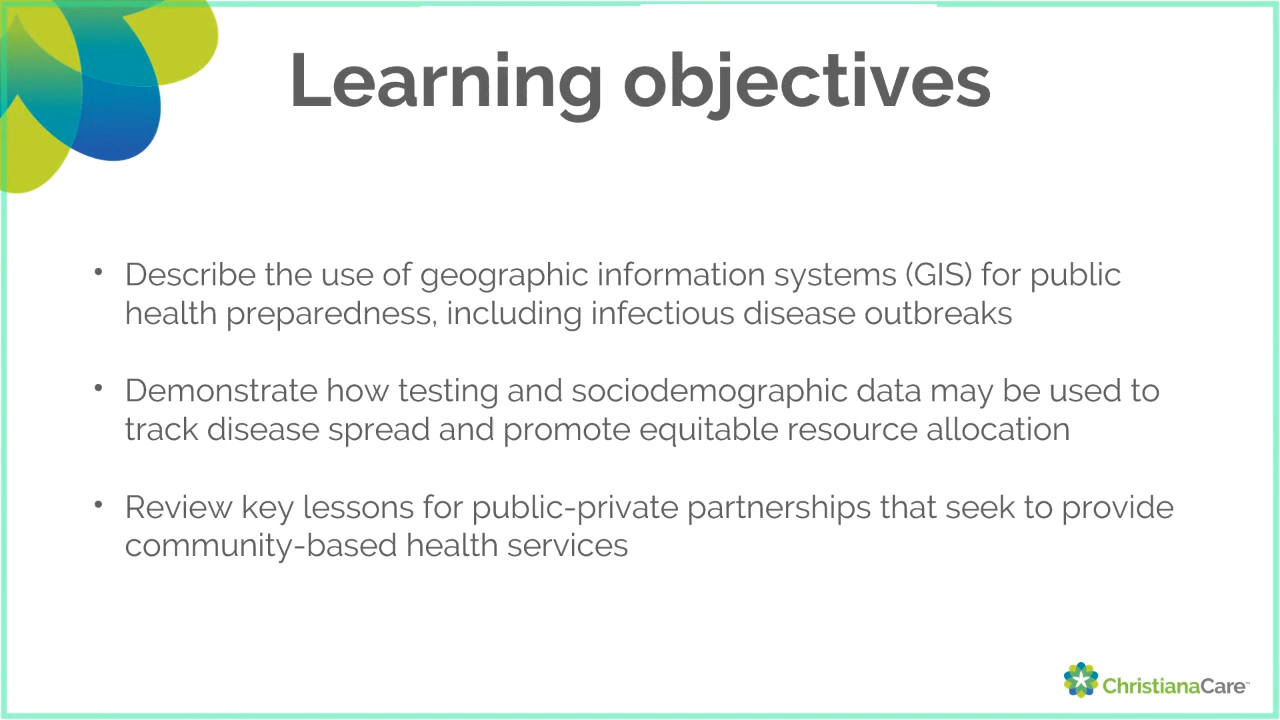 Learning objectives
• Describe the use of geographic information systems (GIS) for public
health preparedness, including infectious disease outbreaks
• Demonstrate how testing and sociodemographic data may be used to
track disease spread and promote equitable resource allocation
• Review key lessons for public-private partnerships that seek to provide
community-based health services
ChristianaCare™